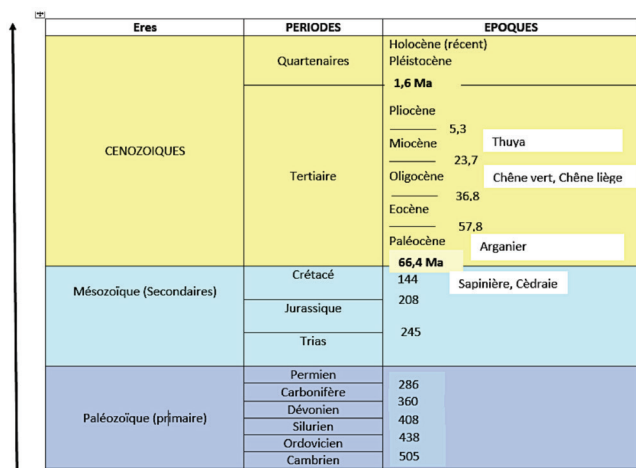 Eres PERIODES EPOQUES
Holocène (récent)
Quartenaires Pléistocène
1,6 Ma
Pliocène
5,3
CENOZOIQUES
Miocène Thuya
23,7
Tertiaire Oligocène Chêne vert, Chêne liège
36,8
Eocène
57,8
Paléocène Arganier
66,4 Ma
Crétacé 144 Sapinière, Cèdraie
Mésozoïque (Secondaires)
208
Jurassique
245
Trias
Permien
286
Carbonifère
360
Dévonien
Paléozoïque (primaire)
408
Silurien
438
Ordovicien
505
Cambrien